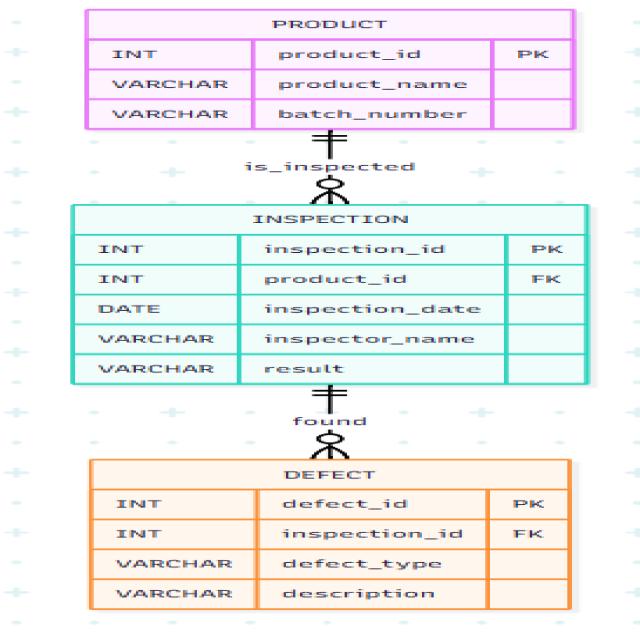 PRODUCT
INT product_id PK
VARCHAR product_name
VARCHAR batch_number
is_inspected
INSPECTION
INT inspection_id PK
INT product_id FK
DATE inspection_date
VARCHAR inspector_name
VARCHAR result
found
DEFECT
INT defect_id PK
INT inspection_id FK
VARCHAR defect_type
VARCHAR description